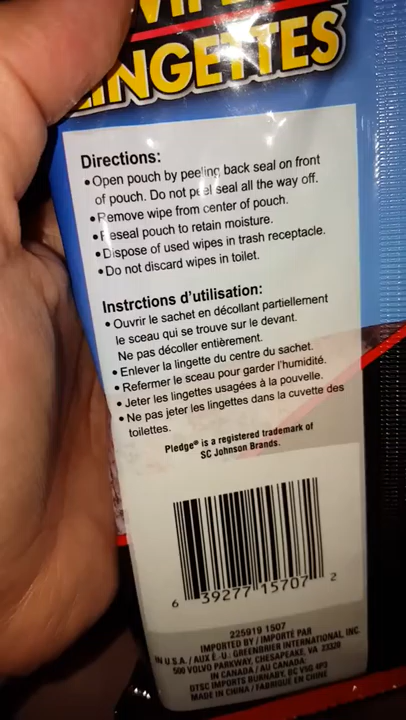 LINGETTES
Directions:
•Open pouch by peeling back seal on front
of pouch. Do not peel seal all the way off.
•Remove wipe from center of pouch.
•Reseal pouch to retain moisture.
•Dispose of used wipes in trash receptacle.
•Do not discard wipes in toilet.
Instrctions d'utilisation:
• Ouvrir le sachet en décollant partiellement
le sceau qui se trouve sur le devant.
Ne pas décoller entièrement.
• Enlever la lingette du centre du sachet.
• Refermer le sceau pour garder l'humidité.
• Jeter les lingettes usagées à la pouvelle.
• Ne pas jeter les lingettes dans la cuvette des
toilettes.
Pledge® is a registered trademark of
SC Johnson Brands.
6 39277 15707 2
225919 1507
IMPORTED BY / IMPORTÉ PAR
IN U.S.A. / AUX É.-U.: GREENBRIER INTERNATIONAL, INC.
500 VOLVO PARKWAY, CHESAPEAKE, VA 23320
IN CANADA / AU CANADA:
DTSC IMPORTS BURNABY, BC V5G 4P3
MADE IN CHINA / FABRIQUÉ EN CHINE